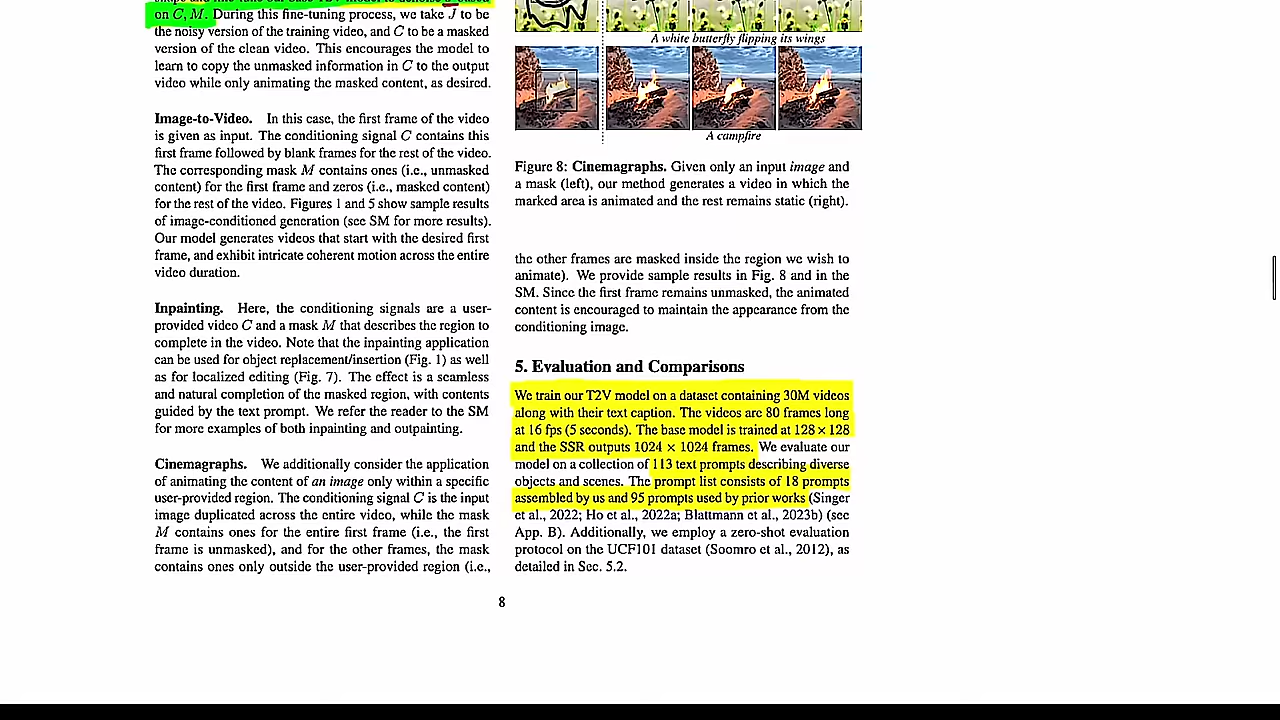 on C, M. During this fine-tuning process, we take J to be
the noisy version of the training video, and C to be a masked
version of the clean video. This encourages the model to
learn to copy the unmasked information in C to the output
video while only animating the masked content, as desired.
Image-to-Video. In this case, the first frame of the video
is given as input. The conditioning signal C contains this
first frame followed by blank frames for the rest of the video.
The corresponding mask M contains ones (i.e., unmasked
content) for the first frame and zeros (i.e., masked content)
for the rest of the video. Figures 1 and 5 show sample results
of image-conditioned generation (see SM for more results).
Our model generates videos that start with the desired first
frame, and exhibit intricate coherent motion across the entire
video duration.
Inpainting. Here, the conditioning signals are a user-
provided video C and a mask M that describes the region to
complete in the video. Note that the inpainting application
can be used for object replacement/insertion (Fig. 1) as well
as for localized editing (Fig. 7). The effect is a seamless
and natural completion of the masked region, with contents
guided by the text prompt. We refer the reader to the SM
for more examples of both inpainting and outpainting.
Cinemagraphs. We additionally consider the application
of animating the content of an image only within a specific
user-provided region. The conditioning signal C is the input
image duplicated across the entire video, while the mask
M contains ones for the entire first frame (i.e., the first
frame is unmasked), and for the other frames, the mask
contains ones only outside the user-provided region (i.e.,
A white butterfly flipping its wings
A campfire
Figure 8: Cinemagraphs. Given only an input image and
a mask (left), our method generates a video in which the
marked area is animated and the rest remains static (right).
the other frames are masked inside the region we wish to
animate). We provide sample results in Fig. 8 and in the
SM. Since the first frame remains unmasked, the animated
content is encouraged to maintain the appearance from the
conditioning image.
5. Evaluation and Comparisons
We train our T2V model on a dataset containing 30M videos
along with their text caption. The videos are 80 frames long
at 16 fps (5 seconds). The base model is trained at 128 × 128
and the SSR outputs 1024 × 1024 frames. We evaluate our
model on a collection of 113 text prompts describing diverse
objects and scenes. The prompt list consists of 18 prompts
assembled by us and 95 prompts used by prior works (Singer
et al., 2022; Ho et al., 2022a; Blattmann et al., 2023b) (see
App. B). Additionally, we employ a zero-shot evaluation
protocol on the UCF101 dataset (Soomro et al., 2012), as
detailed in Sec. 5.2.
8